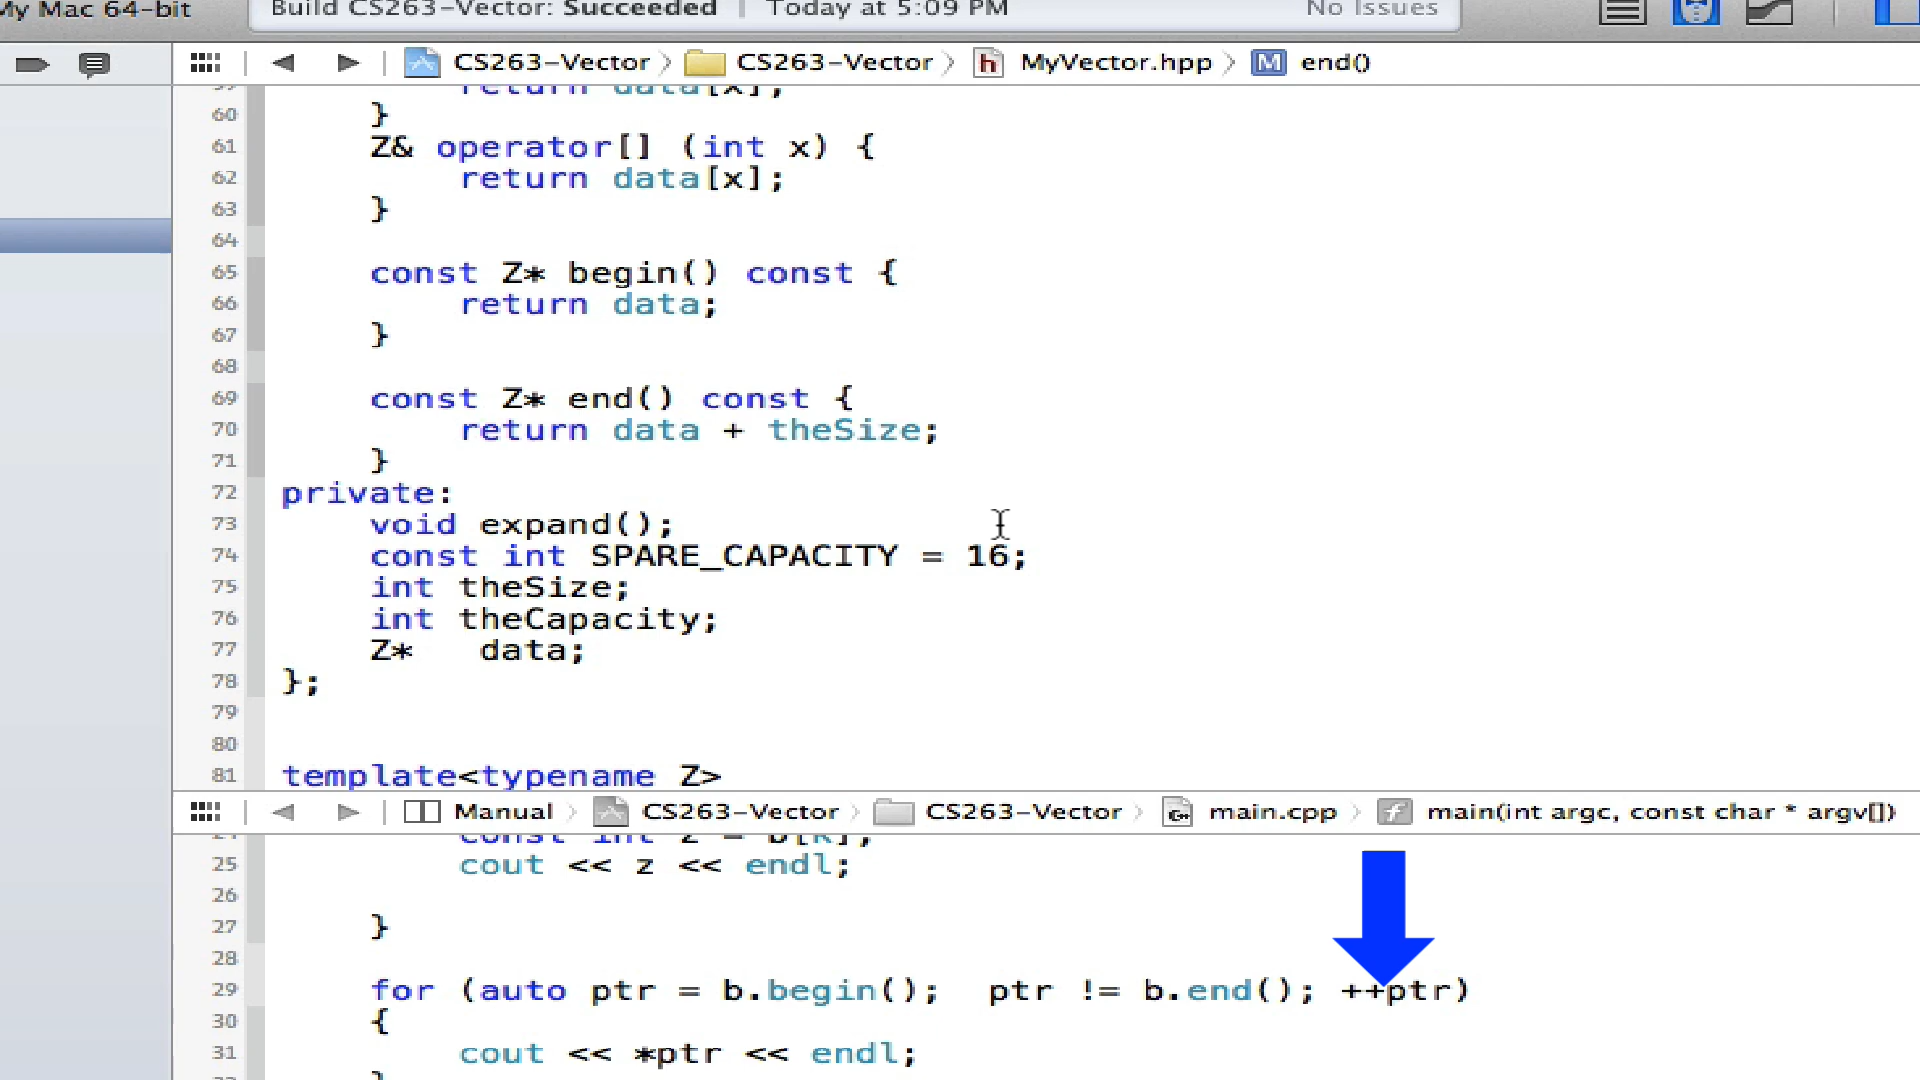 My Mac 64-bit
Build CS263-Vector: Succeeded | Today at 5:09 PM No Issues
CS263-Vector CS263-Vector MyVector.hpp M end()
return data[x];
60 }
61 Z& operator[] (int x) {
62 return data[x];
63 }
64
65 const Z* begin() const {
66 return data;
67 }
68
69 const Z* end() const {
70 return data + theSize;
71 }
72 private:
73 void expand();
74 const int SPARE_CAPACITY = 16;
75 int theSize;
76 int theCapacity;
77 Z* data;
78 };
79
80
81 template<typename Z>
Manual CS263-Vector CS263-Vector main.cpp f main(int argc, const char * argv[])
const int z = b[k];
25 cout << z << endl;
26
27 }
28
29 for (auto ptr = b.begin(); ptr != b.end(); ++ptr)
30 {
31 cout << *ptr << endl;